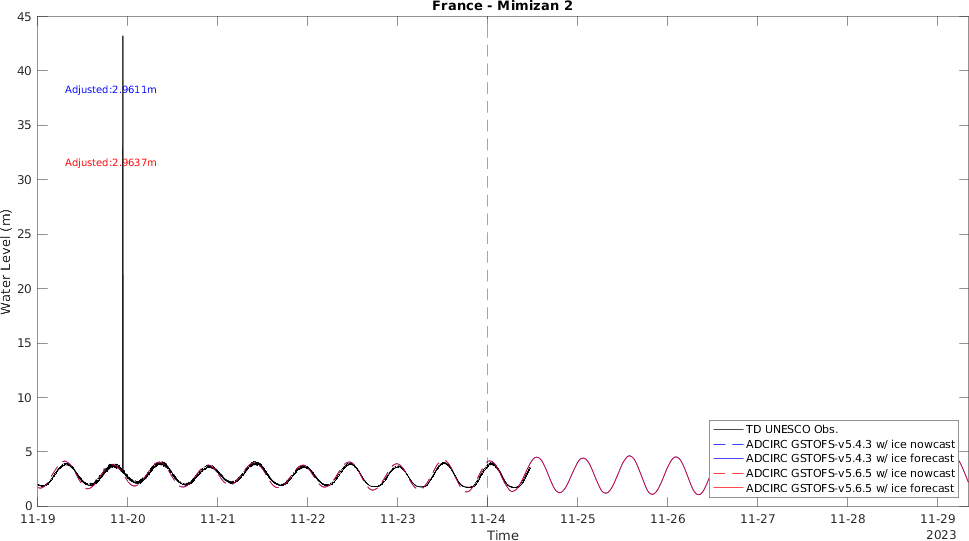 France - Mimizan 2
45
40
35
30
25
20
15
10
5
0
Water Level (m)
Adjusted:2.9611m
Adjusted:2.9637m
TD UNESCO Obs.
ADCIRC GSTOFS-v5.4.3 w/ ice nowcast
ADCIRC GSTOFS-v5.4.3 w/ ice forecast
ADCIRC GSTOFS-v5.6.5 w/ ice nowcast
ADCIRC GSTOFS-v5.6.5 w/ ice forecast
11-19 11-20 11-21 11-22 11-23 11-24 11-25 11-26 11-27 11-28 11-29
Time
2023